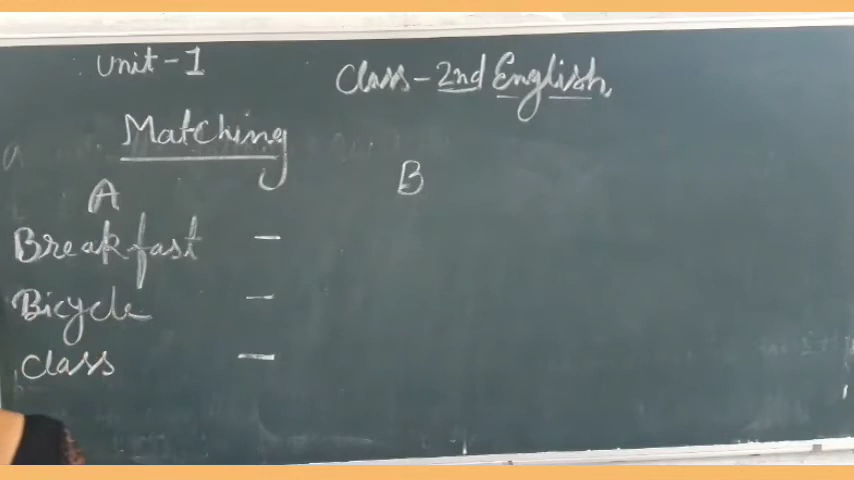 Unit-1
Class-2nd English.
Matching
A B
Breakfast -
Bicycle -
Class -